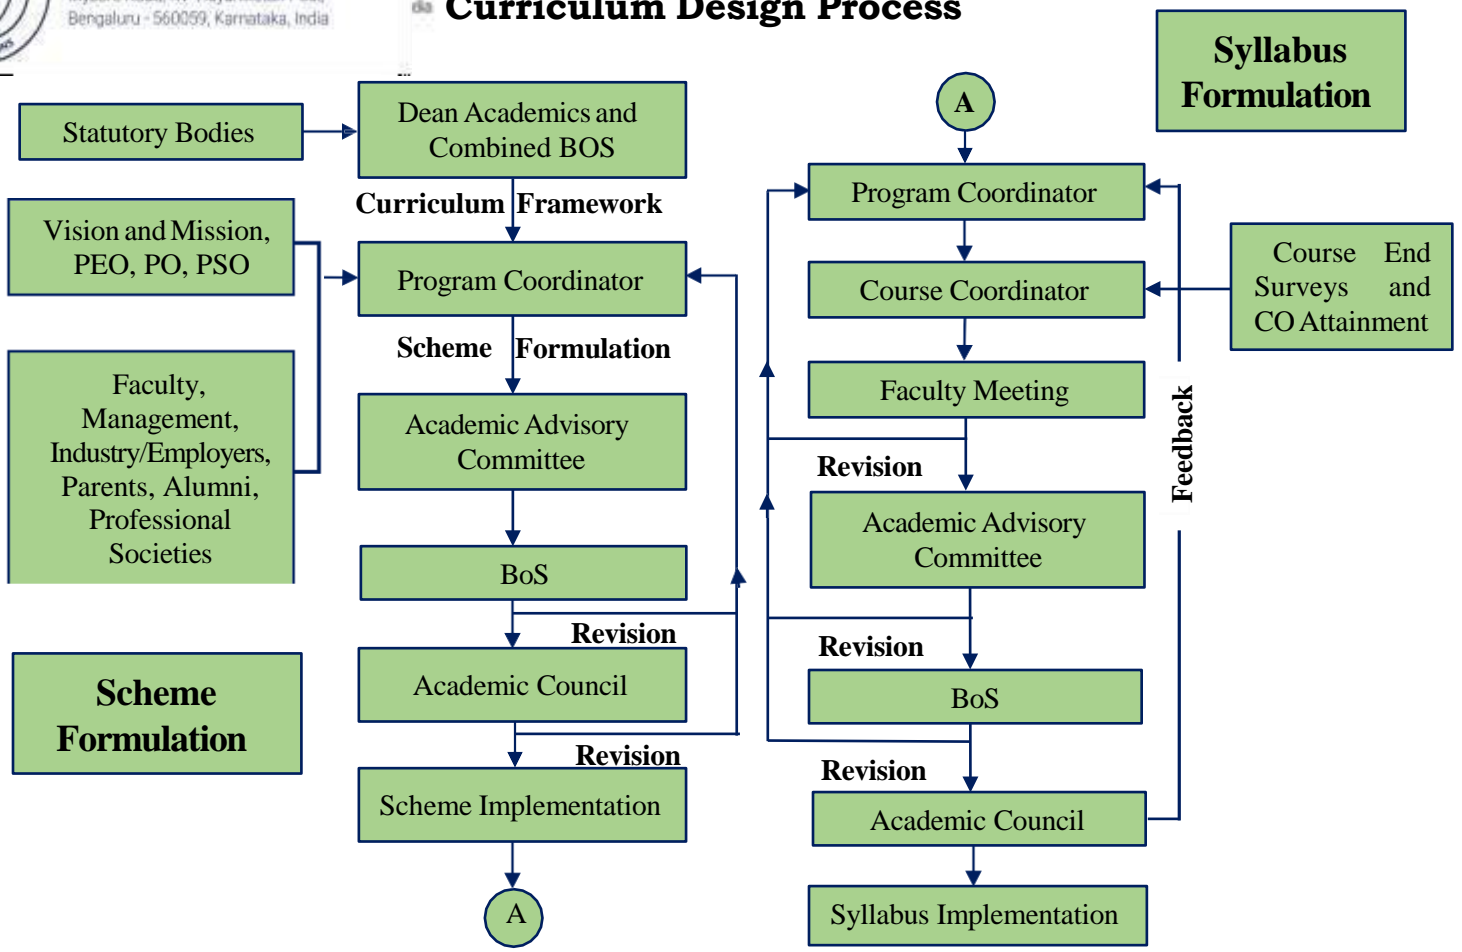 Bengaluru - 560059, Karnataka, India
Curriculum Design Process
Statutory Bodies
Dean Academics and
Combined BOS
Curriculum Framework
Vision and Mission,
PEO, PO, PSO
Program Coordinator
Scheme Formulation
Faculty,
Management,
Industry/Employers,
Parents, Alumni,
Professional
Societies
Academic Advisory
Committee
BoS
Revision
Academic Council
Revision
Scheme
Formulation
Scheme Implementation
A
Syllabus
Formulation
A
Program Coordinator
Course Coordinator
Course End
Surveys and
CO Attainment
Faculty Meeting
Feedback
Revision
Academic Advisory
Committee
Revision
BoS
Revision
Academic Council
Syllabus Implementation